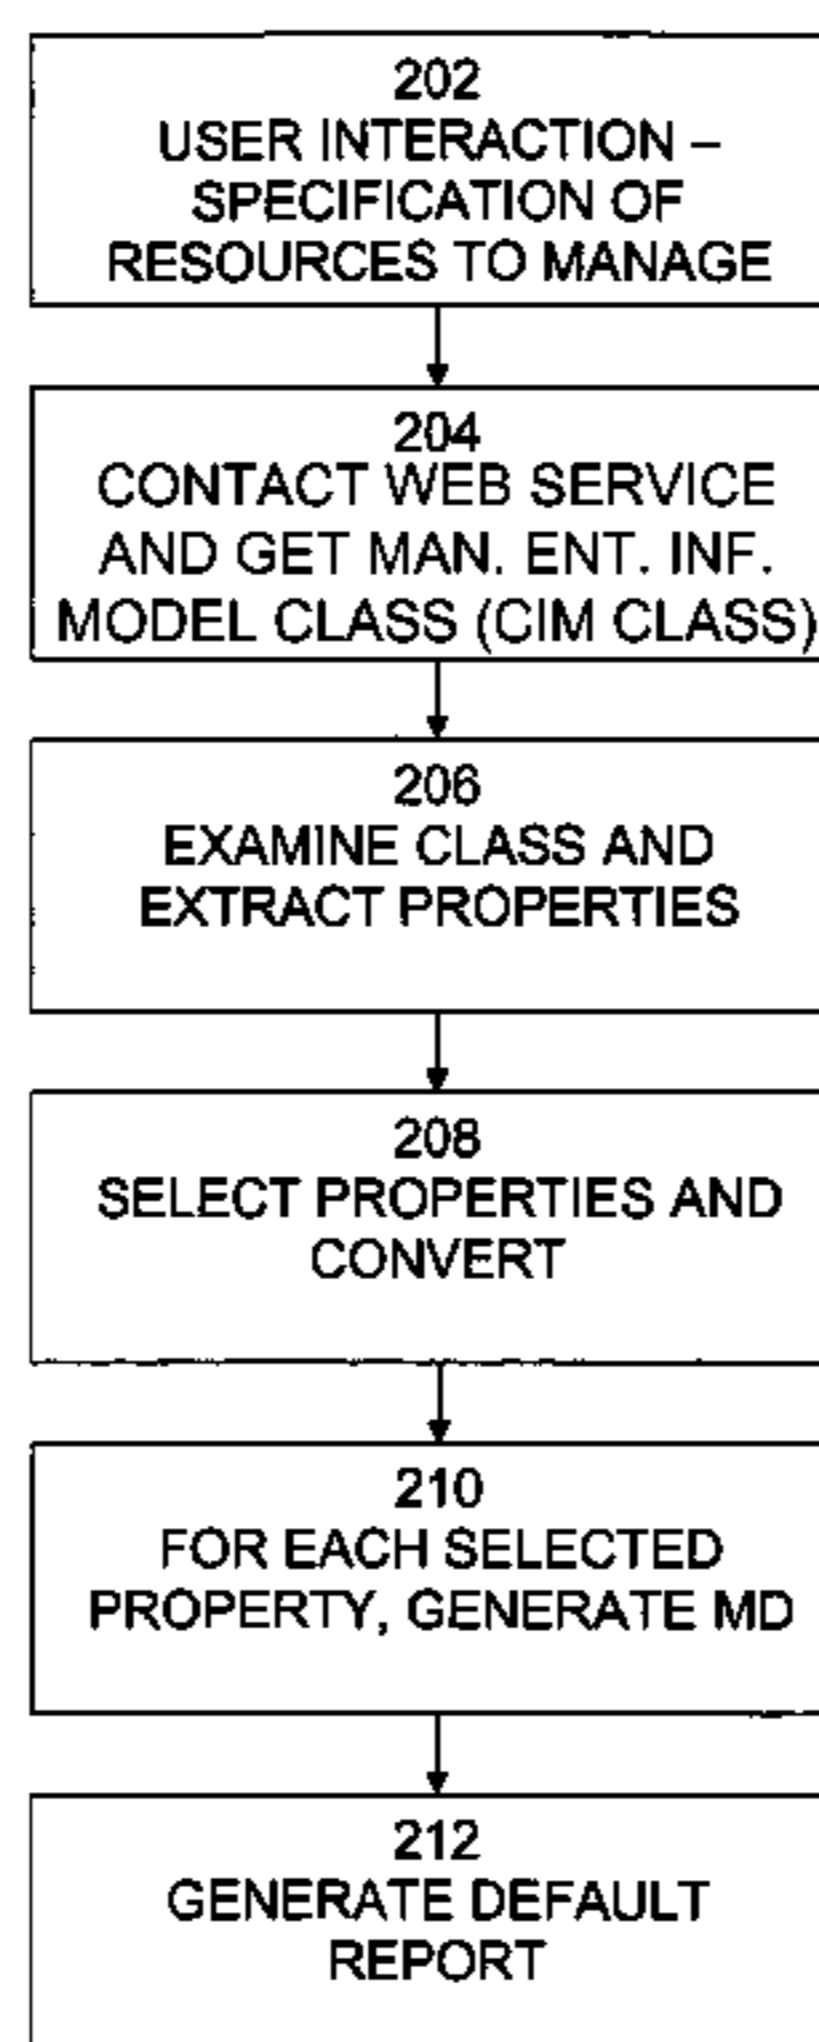 202
USER INTERACTION –
SPECIFICATION OF
RESOURCES TO MANAGE
204
CONTACT WEB SERVICE
AND GET MAN. ENT. INF.
MODEL CLASS (CIM CLASS)
206
EXAMINE CLASS AND
EXTRACT PROPERTIES
208
SELECT PROPERTIES AND
CONVERT
210
FOR EACH SELECTED
PROPERTY, GENERATE MD
212
GENERATE DEFAULT
REPORT